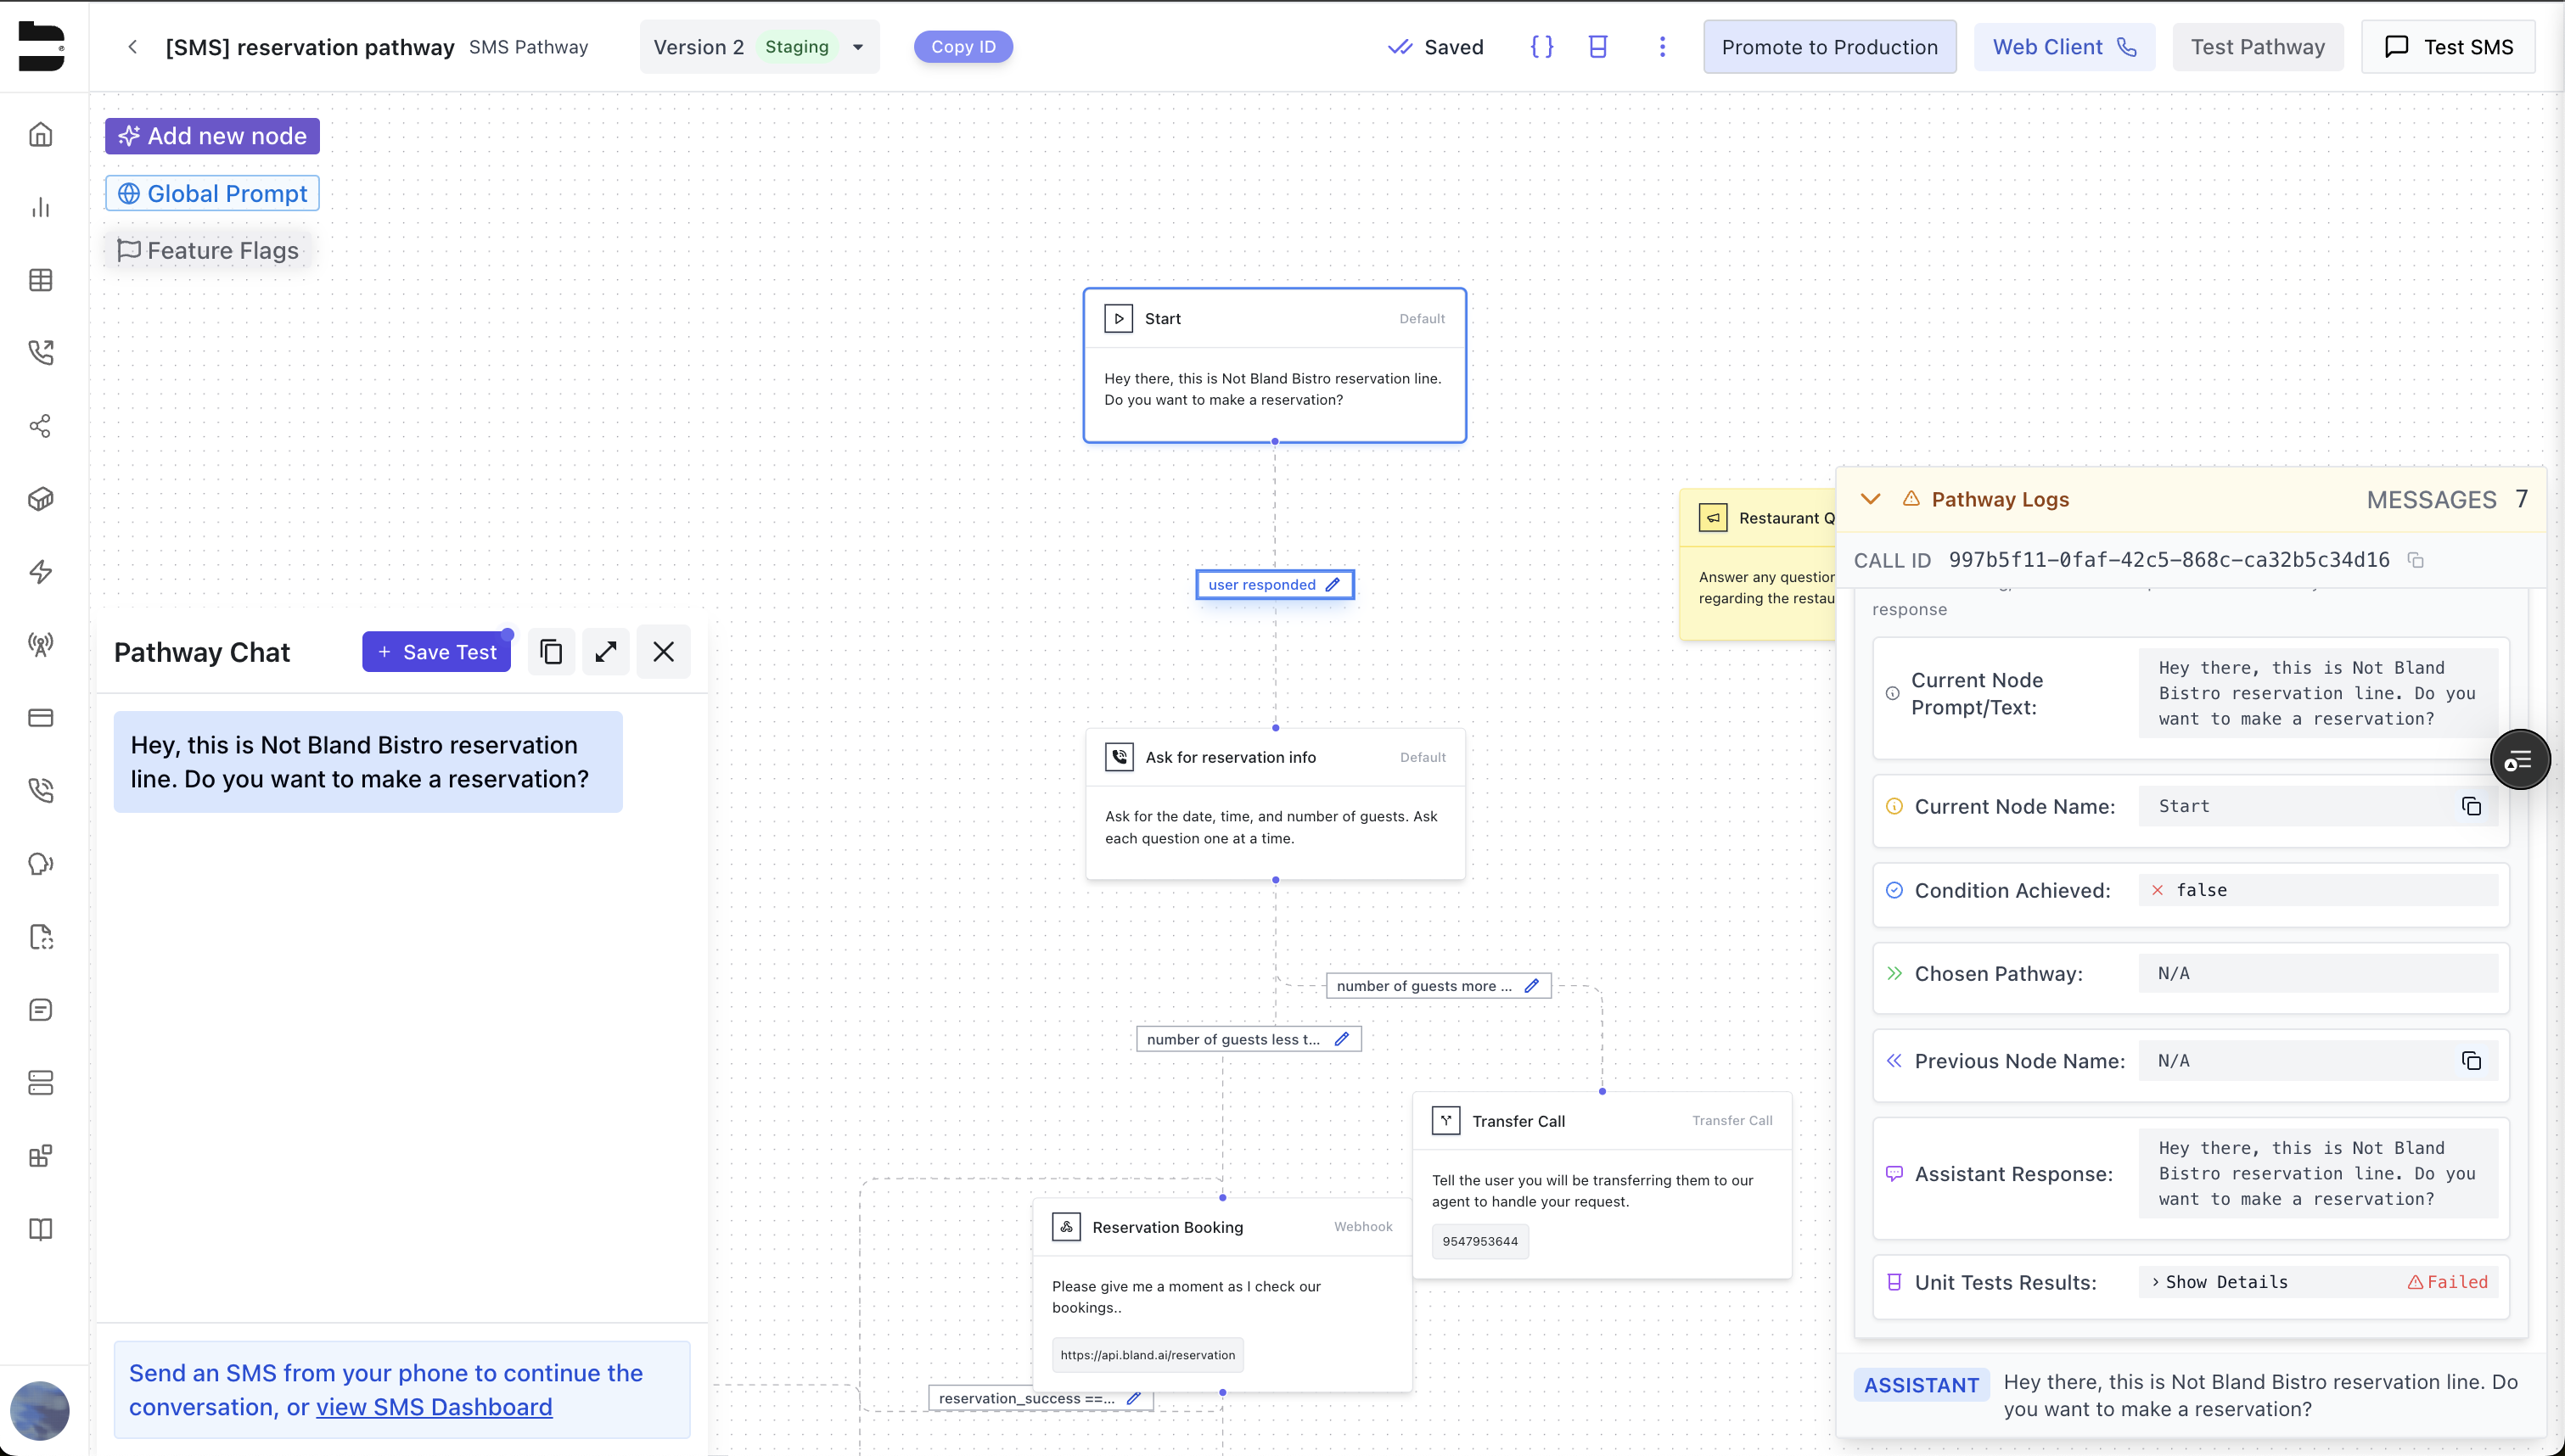 [SMS] reservation pathway SMS Pathway
Version 2 Staging
Copy ID
Saved
Promote to Production
Web Client
Test Pathway
Test SMS
Add new node
Global Prompt
Feature Flags
Start Default
Hey there, this is Not Bland Bistro reservation line.
Do you want to make a reservation?
user responded
Restaurant Q
Answer any question
regarding the restau
Ask for reservation info Default
Ask for the date, time, and number of guests. Ask
each question one at a time.
number of guests more ...
number of guests less t...
Transfer Call Transfer Call
Tell the user you will be transferring them to our
agent to handle your request.
9547953644
Reservation Booking Webhook
Please give me a moment as I check our
bookings..
https://api.bland.ai/reservation
reservation_success ==...
Pathway Chat
+ Save Test
Hey, this is Not Bland Bistro reservation
line. Do you want to make a reservation?
Send an SMS from your phone to continue the
conversation, or view SMS Dashboard
Pathway Logs MESSAGES 7
CALL ID 997b5f11-0faf-42c5-868c-ca32b5c34d16
response
Current Node
Prompt/Text:
Hey there, this is Not Bland
Bistro reservation line. Do you
want to make a reservation?
Current Node Name: Start
Condition Achieved: false
Chosen Pathway: N/A
Previous Node Name: N/A
Assistant Response:
Hey there, this is Not Bland
Bistro reservation line. Do you
want to make a reservation?
Unit Tests Results: Show Details Failed
ASSISTANT Hey there, this is Not Bland Bistro reservation line. Do
you want to make a reservation?